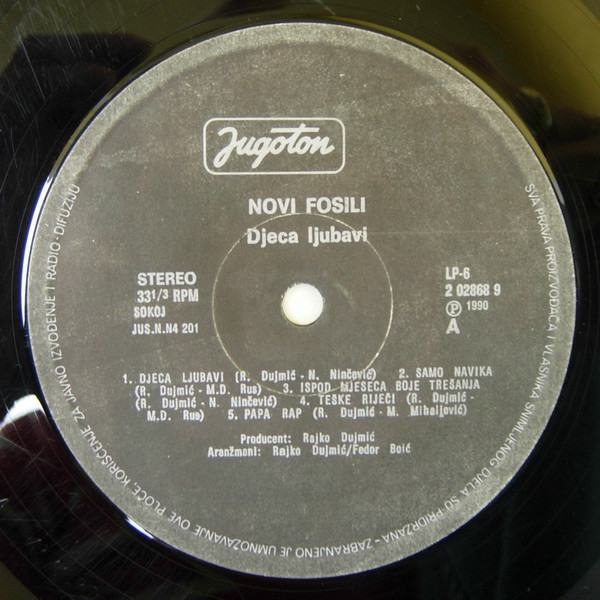 Jugoton
NOVI FOSILI
Djeca ljubavi
STEREO
33 1/3 RPM
SOKOJ
JUS.N.N4 201
LP-6
2 02868 9
Ⓟ 1990
A
1. DJECA LJUBAVI (R. Dujmić - N. Ninčević) 2. SAMO NAVIKA
(R. Dujmić - M.D. Rus) 3. ISPOD MJESECA BOJE TREŠANJA
(R. Dujmić - N. Ninčević) 4. TEŠKE RIJEČI (R. Dujmić -
M.D. Rus) 5. PAPA RAP (R. Dujmić - M. Mihaljović)
Producent: Rajko Dujmić
Aranžmani: Rajko Dujmić/Fedor Boić
SVA PRAVA PROIZVOĐAČA I VLASNIKA SNIMLJENOG DJELA SU PRIDRŽANA - ZABRANJENO JE UMNOŽAVANJE OVE PLOČE, KORIŠĆENJE ZA JAVNO IZVOĐENJE I RADIO-DIFUZIJU